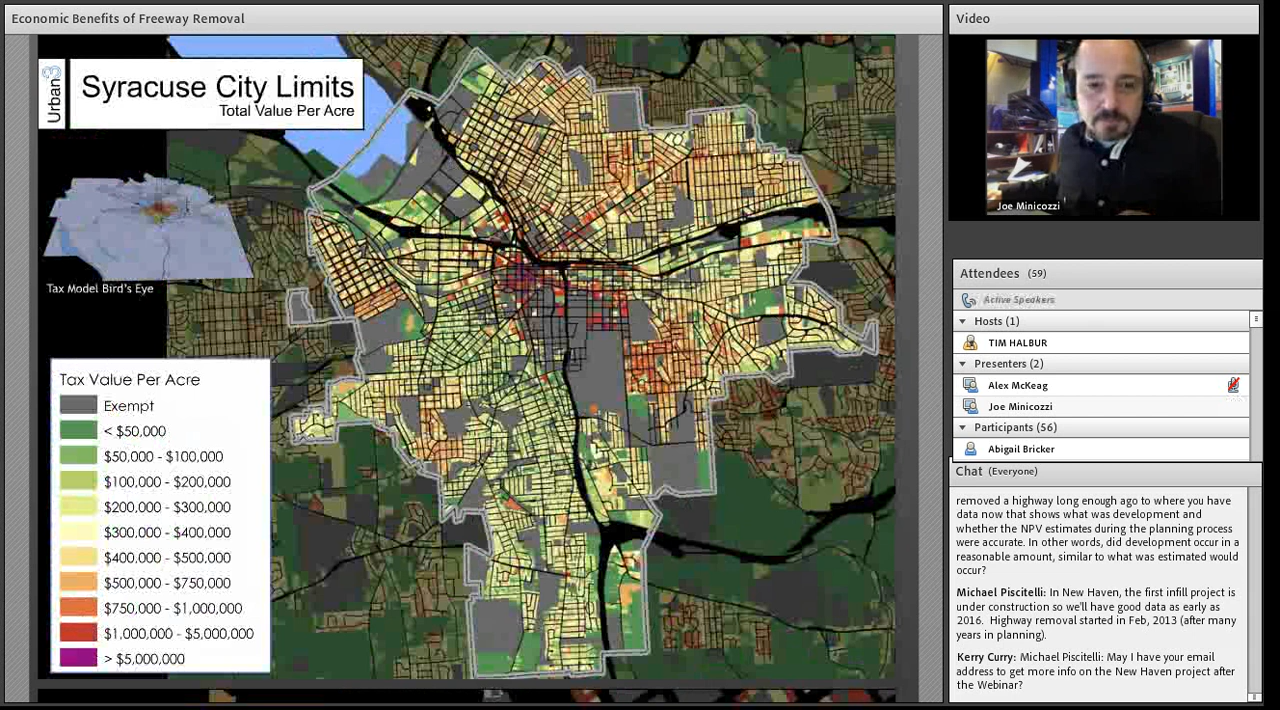 Economic Benefits of Freeway Removal
Urban3
Syracuse City Limits
Total Value Per Acre
Tax Model Bird's Eye
Tax Value Per Acre
Exempt
< $50,000
$50,000 - $100,000
$100,000 - $200,000
$200,000 - $300,000
$300,000 - $400,000
$400,000 - $500,000
$500,000 - $750,000
$750,000 - $1,000,000
$1,000,000 - $5,000,000
> $5,000,000
Video
Joe Minicozzi
Attendees (59)
Active Speakers
Hosts (1)
TIM HALBUR
Presenters (2)
Alex McKeag
Joe Minicozzi
Participants (56)
Abigail Bricker
Chat (Everyone)
removed a highway long enough ago to where you have
data now that shows what was development and
whether the NPV estimates during the planning process
were accurate. In other words, did development occur in a
reasonable amount, similar to what was estimated would
occur?
Michael Piscitelli: In New Haven, the first infill project is
under construction so we'll have good data as early as
2016. Highway removal started in Feb, 2013 (after many
years in planning).
Kerry Curry: Michael Piscitelli: May I have your email
address to get more info on the New Haven project after
the Webinar?